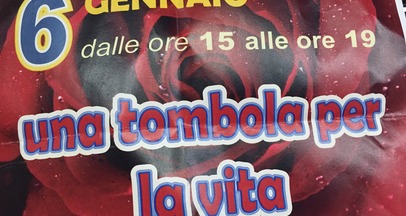 6 GENNAIO
dalle ore 15 alle ore 19
una tombola per
la vita